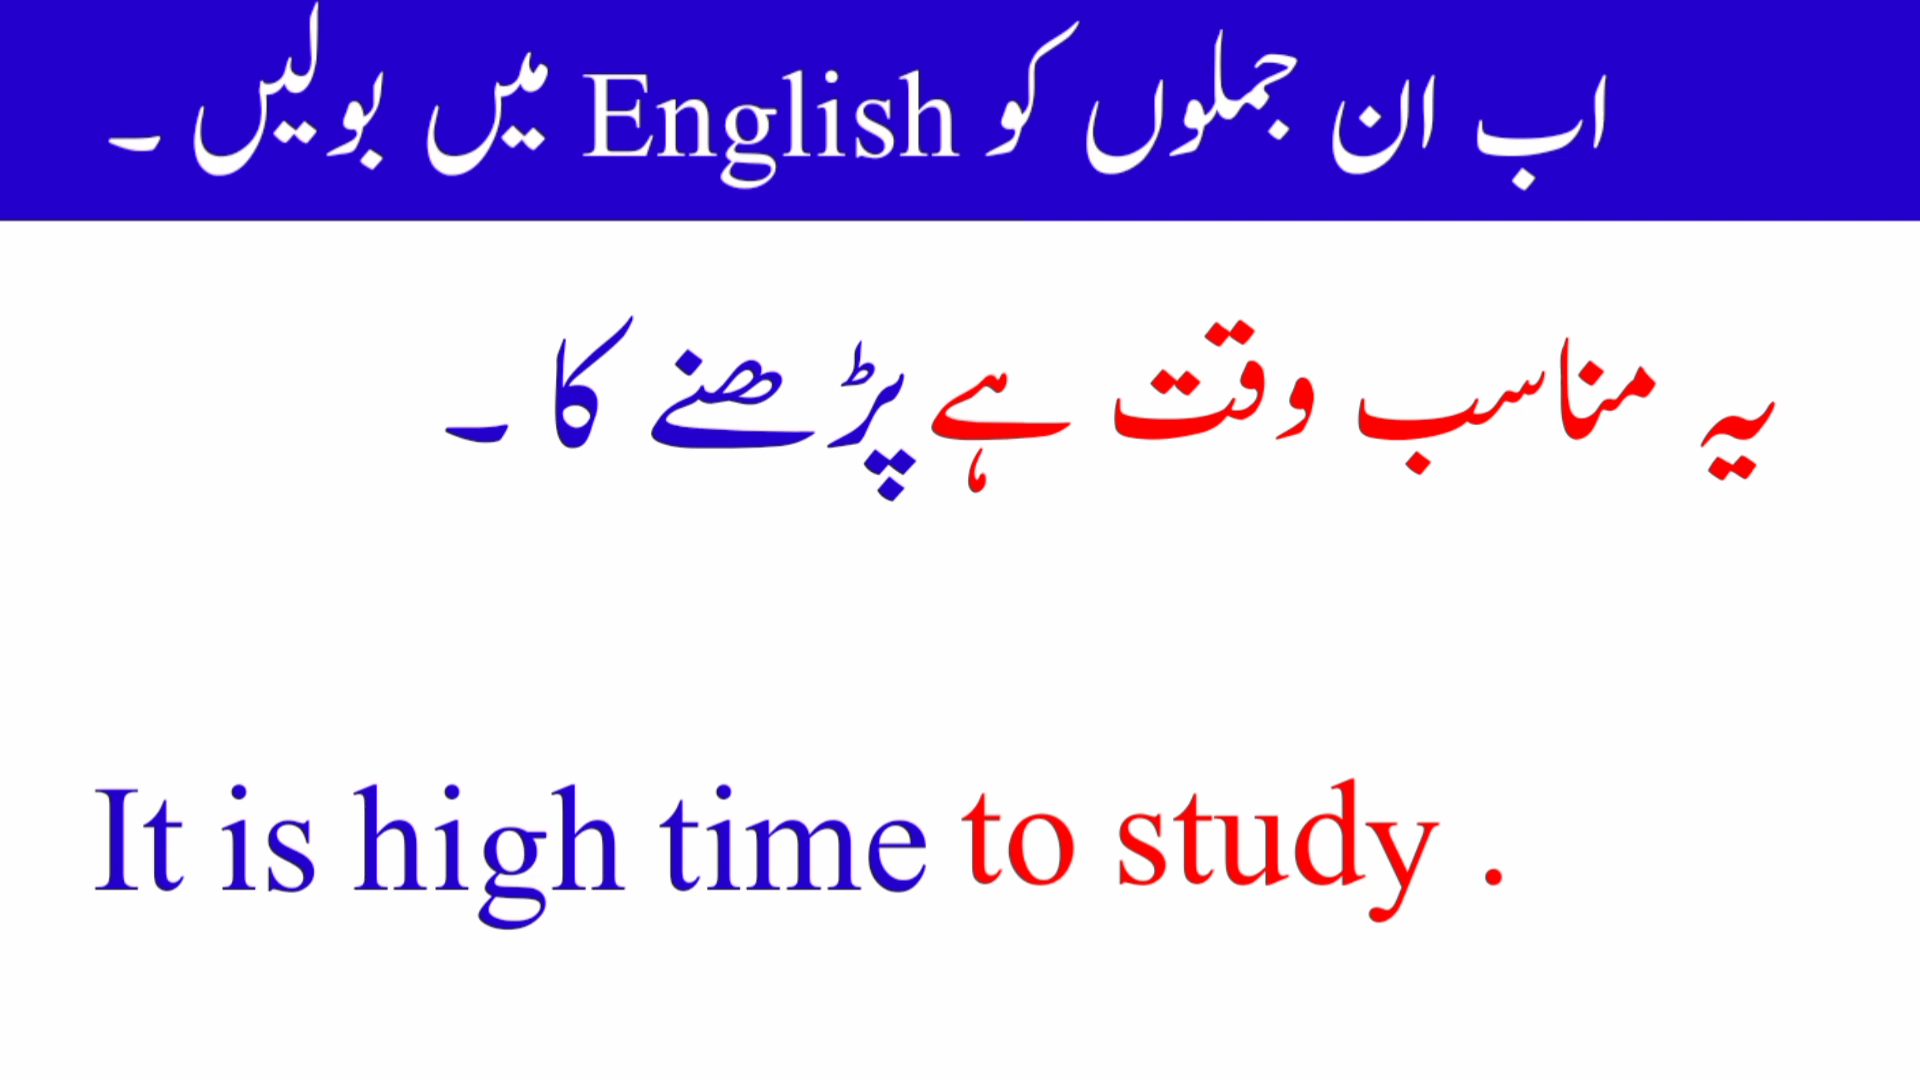 اب ان جملوں کو English میں بولیں ۔
یہ مناسب وقت ہے پڑھنے کا ۔
It is high time to study .